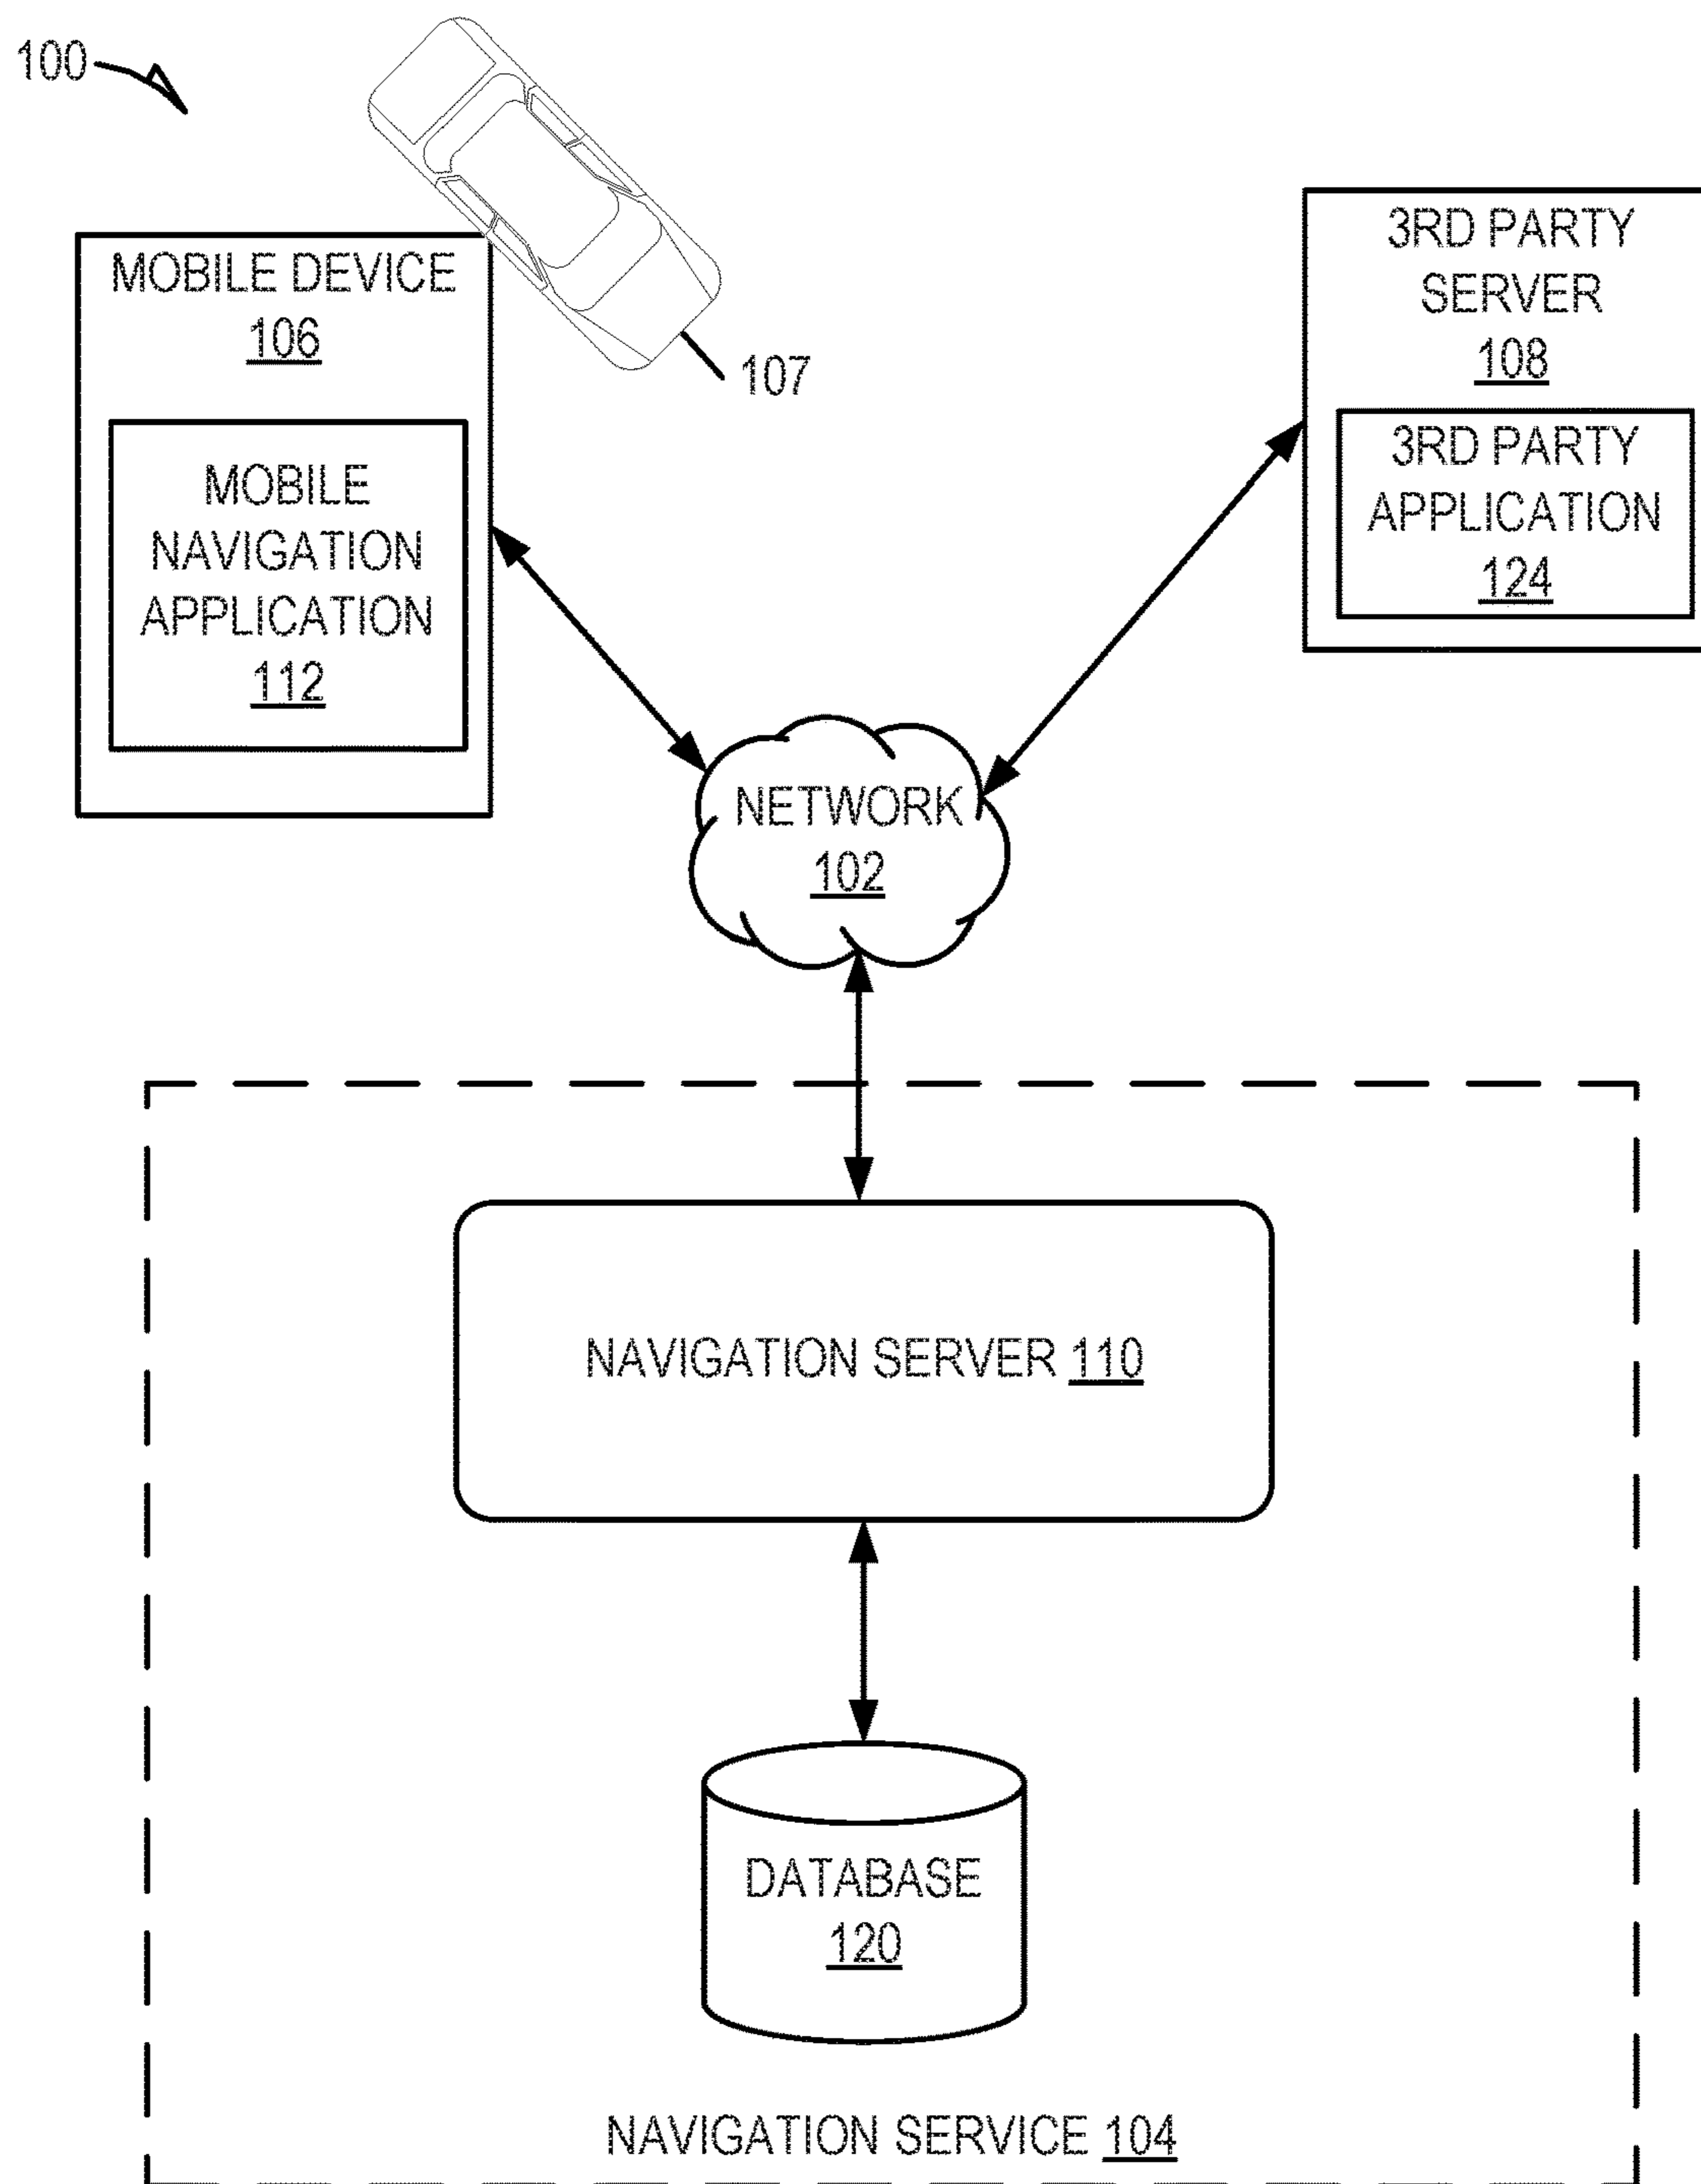 100
MOBILE DEVICE
106
107
MOBILE
NAVIGATION
APPLICATION
112
3RD PARTY
SERVER
108
3RD PARTY
APPLICATION
124
NETWORK
102
NAVIGATION SERVER 110
DATABASE
120
NAVIGATION SERVICE 104